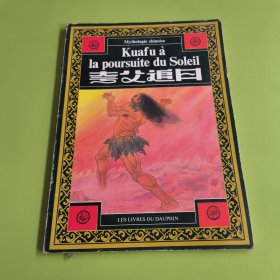 Mythologie chinoise
Kuafu à
la poursuite du Soleil
夸父追日
LES LIVRES DU DAUPHIN